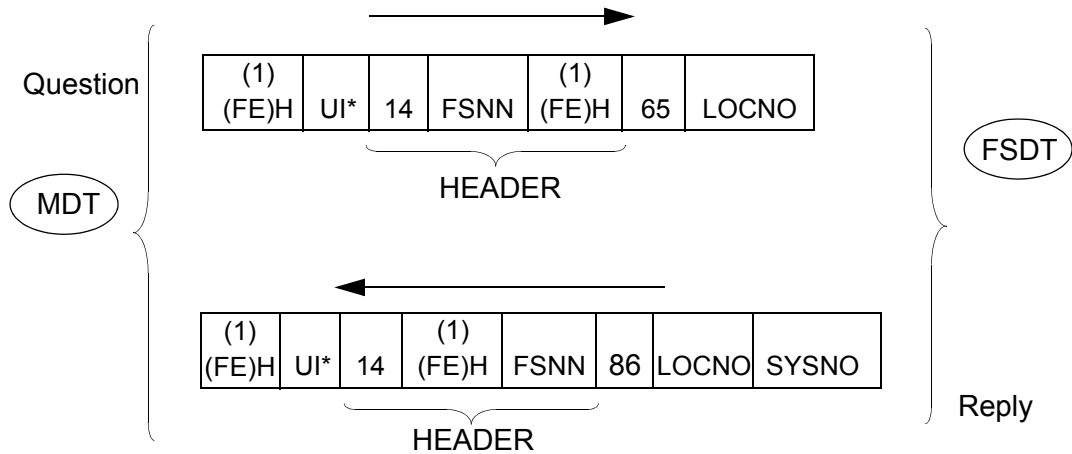 Question
(1) (1)
(FE)H UI* 14 FSNN (FE)H 65 LOCNO
HEADER
FSDT
MDT
(1) (1)
(FE)H UI* 14 (FE)H FSNN 86 LOCNO SYSNO
HEADER
Reply